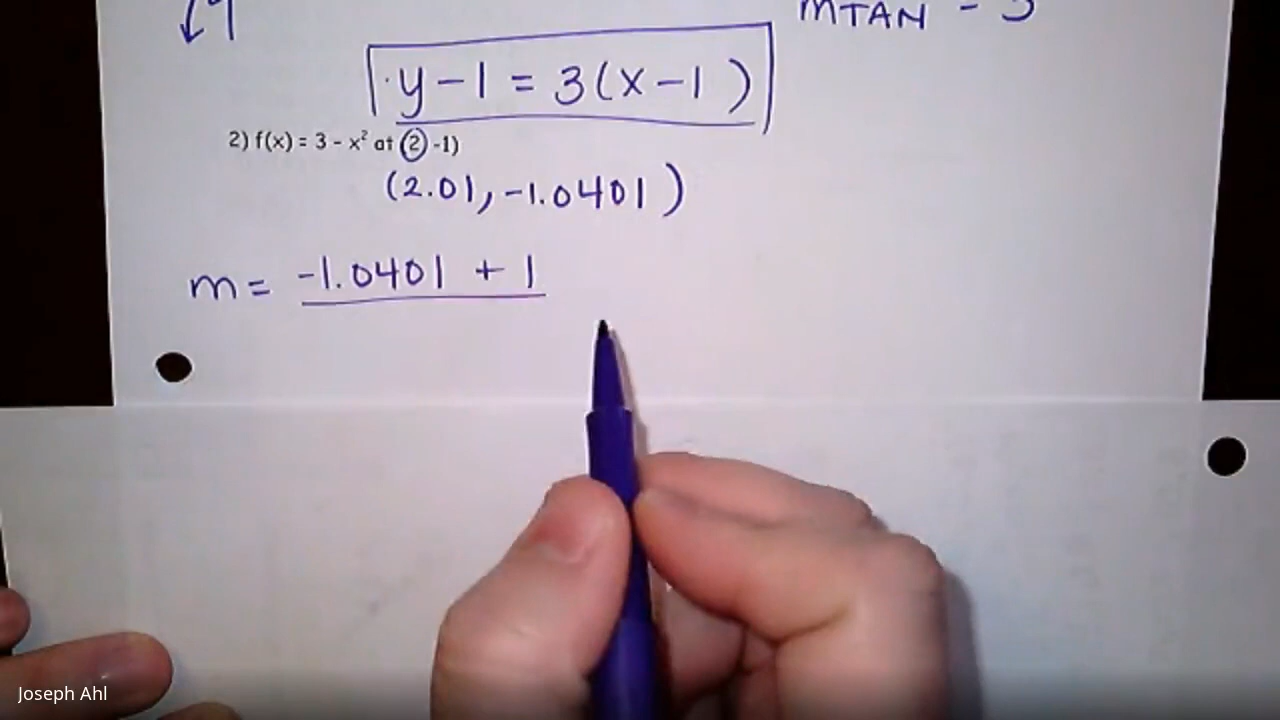 mTAN - 3
y-1 = 3(x-1)
2) f(x) = 3 - x² at (2, -1)
(2.01, -1.0401)
m = -1.0401 + 1
Joseph Ahl